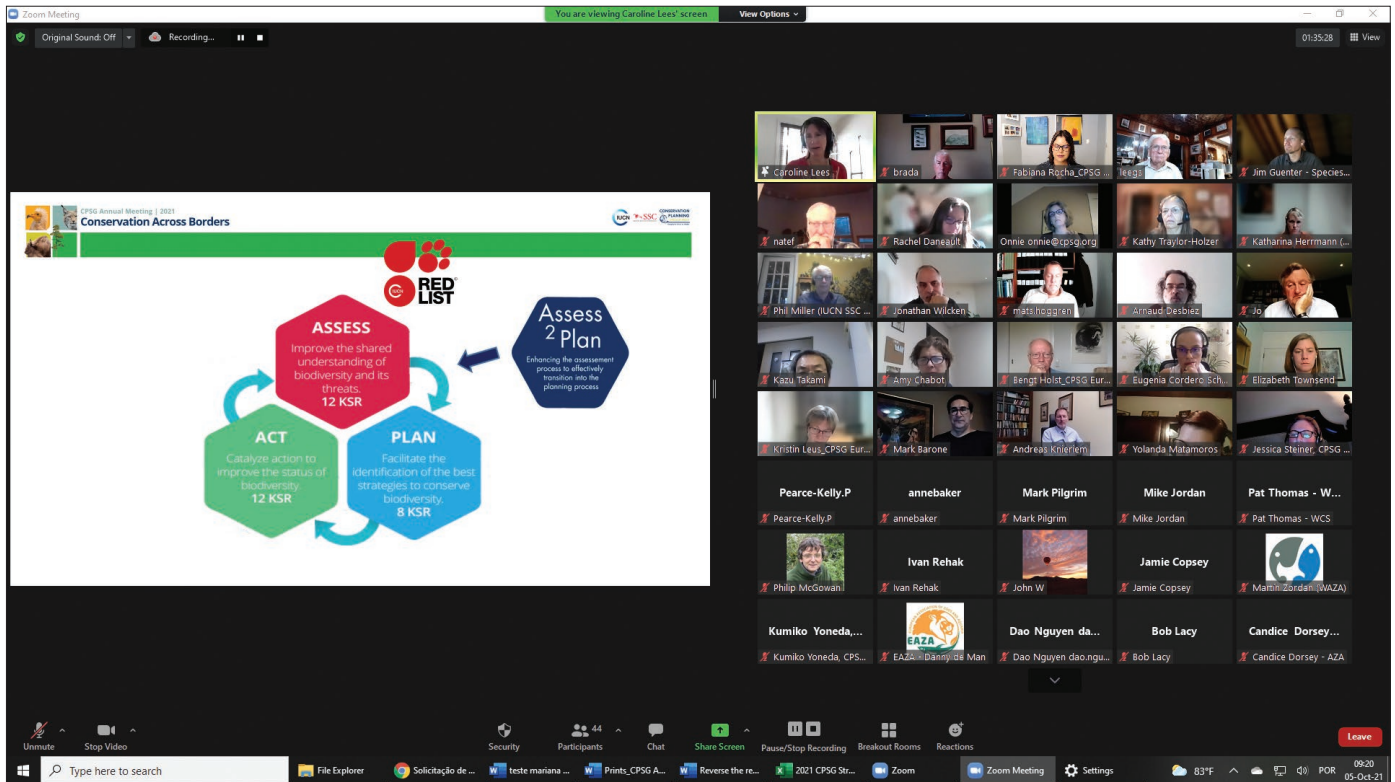 Zoom Meeting
You are viewing Caroline Lees' screen
View Options
Original Sound: Off
Recording...
01:35:28
View
CPSG Annual Meeting | 2021
Conservation Across Borders
IUCN
SSC
CONSERVATION
PLANNING
IUCN
RED
LIST
ASSESS
Improve the shared
understanding of
biodiversity and its
threats.
12 KSR
Assess
2 Plan
Enhancing the assessment
process to effectively
transition into the
planning process
ACT
Catalyze action to
improve the status of
biodiversity.
12 KSR
PLAN
Facilitate the
identification of the best
strategies to conserve
biodiversity.
8 KSR
Caroline Lees
brada
Fabiana Rocha_CPSG ...
leegs
Jim Guenter - Species...
natef
Rachel Daneault
Onnie onnie@cpsg.org
Kathy Traylor-Holzer
Katharina Herrmann (...
Phil Miller (IUCN SSC ...
Jonathan Wilcken
mats.hoggren
Arnaud Desbiez
Jo
Kazu Takami
Amy Chabot
Bengt Holst_CPSG Eur...
Eugenia Cordero Sch...
Elizabeth Townsend
Kristin Leus_CPSG Eur...
Mark Barone
Andreas Knieriem
Yolanda Matamoros
Jessica Steiner, CPSG ...
Pearce-Kelly.P
annebaker
Mark Pilgrim
Mike Jordan
Pat Thomas - W...
Pearce-Kelly.P
annebaker
Mark Pilgrim
Mike Jordan
Pat Thomas - WCS
Ivan Rehak
Jamie Copsey
Philip McGowan
Ivan Rehak
John W
Jamie Copsey
Martin Zordan (WAZA)
Kumiko Yoneda,...
EAZA
Dao Nguyen da...
Bob Lacy
Candice Dorsey...
Kumiko Yoneda, CPS...
EAZA - Danny de Man
Dao Nguyen dao.ngu...
Bob Lacy
Candice Dorsey - AZA
Unmute
Stop Video
Security
Participants
44
Chat
Share Screen
Pause/Stop Recording
Breakout Rooms
Reactions
Leave
Type here to search
File Explorer
Solicitação de ...
teste mariana ...
Prints_CPSG A...
Reverse the re...
2021 CPSG Str...
Zoom
Zoom Meeting
Settings
83°F
POR
09:20
05-Oct-21